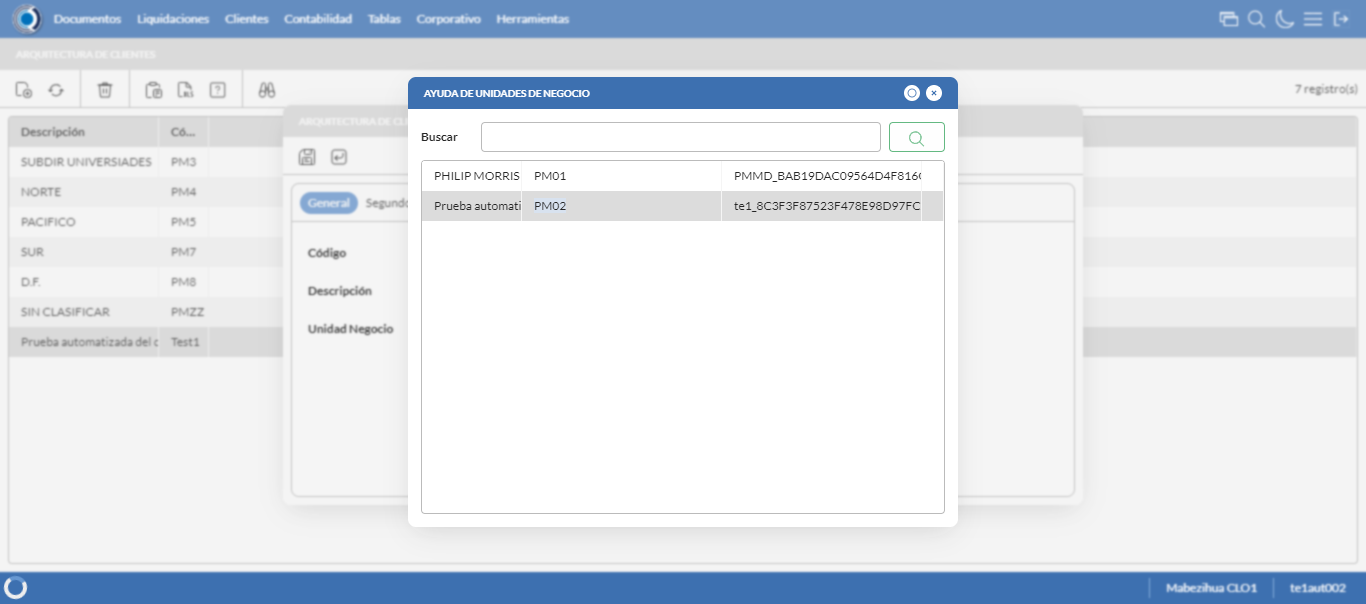 Documentos Liquidaciones Clientes Contabilidad Tablas Corporativo Herramientas
ARQUITECTURA DE CLIENTES
7 registro(s)
Descripción Có...
SUBDIR UNIVERSIADES PM3
NORTE PM4
PACIFICO PM5
SUR PM7
D.F. PM8
SIN CLASIFICAR PMZZ
Prueba automatizada del Test1
ARQUITECTURA DE
General
Código
Descripción
Unidad Negocio
AYUDA DE UNIDADES DE NEGOCIO
Buscar
PHILIP MORRIS PM01 PMMD_BAB19DAC09564D4F816
Prueba automati PM02 te1_8C3F3F87523F478E98D97FC
Mabezihua CLO1 te1aut002